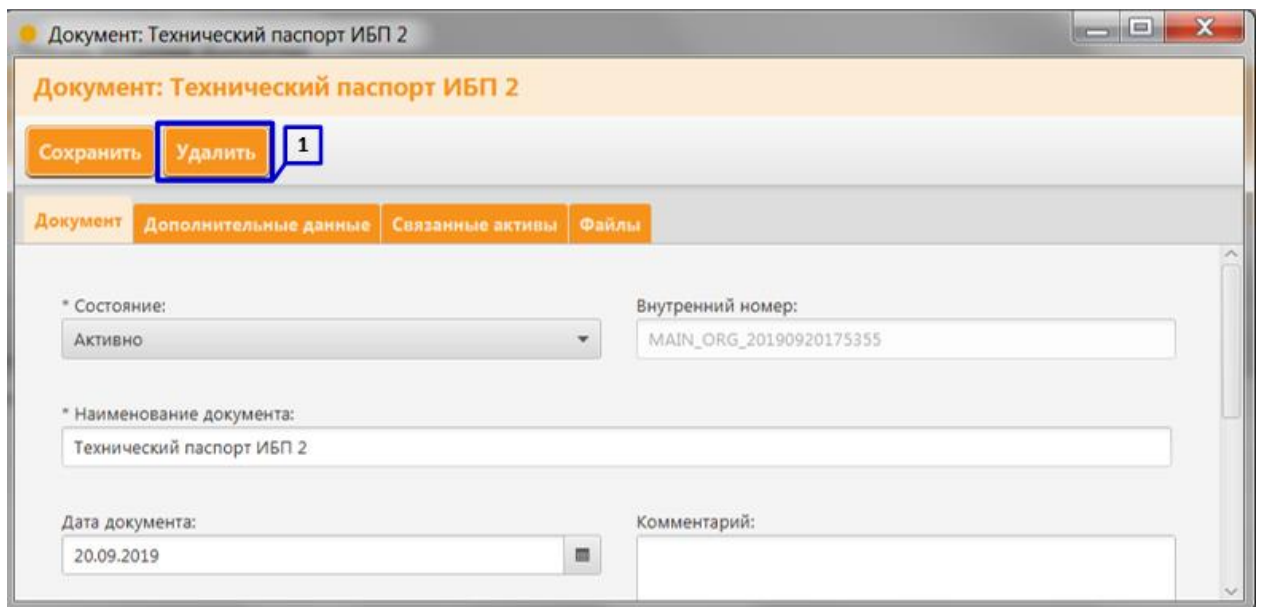 Документ: Технический паспорт ИБП 2
Документ: Технический паспорт ИБП 2
Сохранить Удалить 1
Документ Дополнительные данные Связанные активы Файлы
* Состояние: Внутренний номер:
Активно MAIN_ORG_20190920175355
* Наименование документа:
Технический паспорт ИБП 2
Дата документа: Комментарий:
20.09.2019